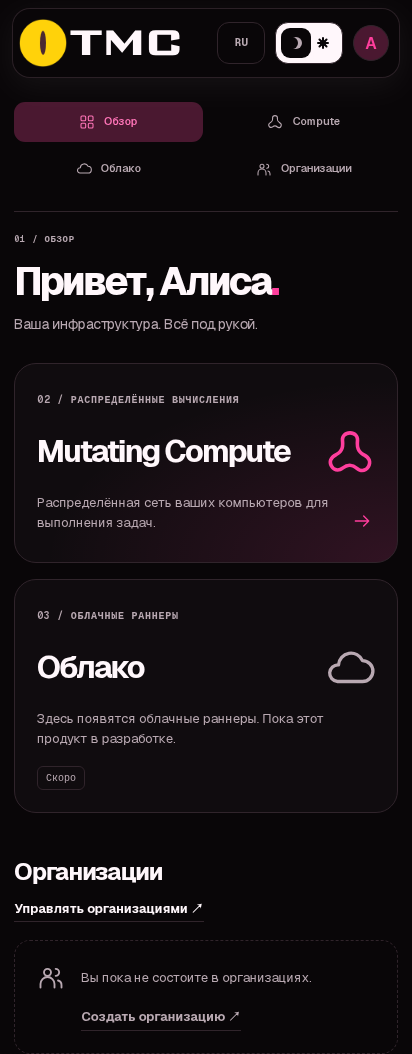 TMC
RU
A
Обзор
Compute
Облако
Организации
01 / ОБЗОР
Привет, Алиса.
Ваша инфраструктура. Всё под рукой.
02 / РАСПРЕДЕЛЁННЫЕ ВЫЧИСЛЕНИЯ
Mutating Compute
Распределённая сеть ваших компьютеров для
выполнения задач.
→
03 / ОБЛАЧНЫЕ РАННЕРЫ
Облако
Здесь появятся облачные раннеры. Пока этот
продукт в разработке.
Скоро
Организации
Управлять организациями ↗
Вы пока не состоите в организациях.
Создать организацию ↗